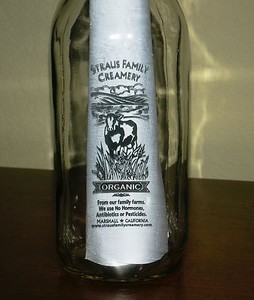 STRAUS FAMILY
CREAMERY
ORGANIC
From our family farms.
We use No Hormones,
Antibiotics or Pesticides.
MARSHALL ★ CALIFORNIA
www.strausfamilycreamery.com